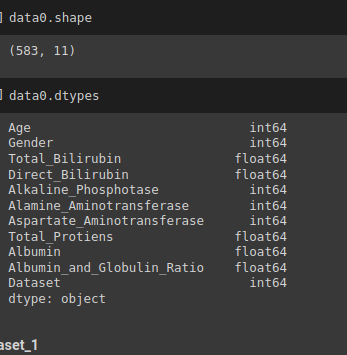 ] data0.shape
(583, 11)
] data0.dtypes
Age int64
Gender int64
Total_Bilirubin float64
Direct_Bilirubin float64
Alkaline_Phosphotase int64
Alamine_Aminotransferase int64
Aspartate_Aminotransferase int64
Total_Protiens float64
Albumin float64
Albumin_and_Globulin_Ratio float64
Dataset int64
dtype: object
aset_1